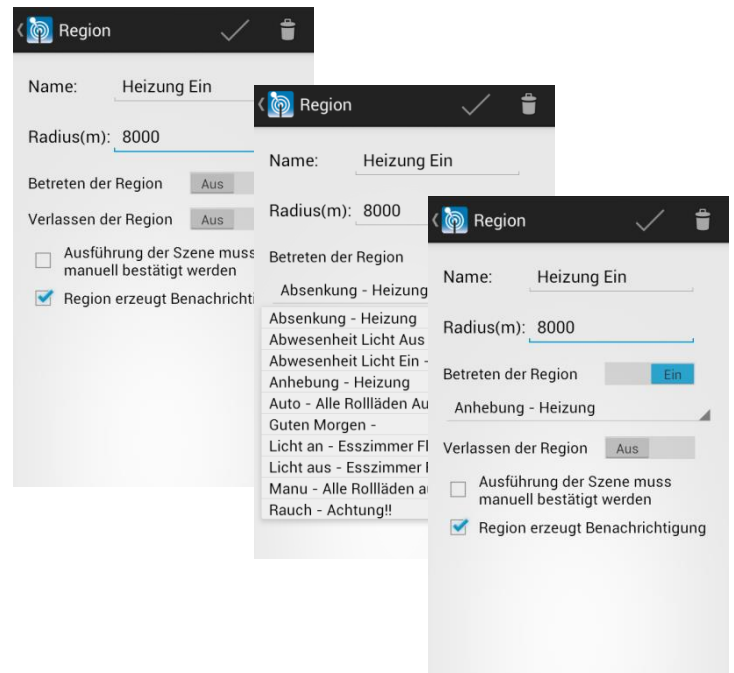 Region
Name: Heizung Ein
Radius(m): 8000
Betreten der Region Aus
Verlassen der Region Aus
Ausführung der Szene muss
manuell bestätigt werden
Region erzeugt
Region
Name: Heizung Ein
Radius(m): 8000
Betreten der Region
Absenkung - Heizung
Absenkung - Heizung
Abwesenheit Licht Aus
Abwesenheit Licht Ein -
Anhebung - Heizung
Auto - Alle Rollläden
Guten Morgen -
Licht an - Esszimmer
Licht aus - Esszimmer
Manu - Alle Rollläden
Rauch - Achtung!!
Region
Name: Heizung Ein
Radius(m): 8000
Betreten der Region Ein
Anhebung - Heizung
Verlassen der Region Aus
Ausführung der Szene muss
manuell bestätigt werden
Region erzeugt Benachrichtigung